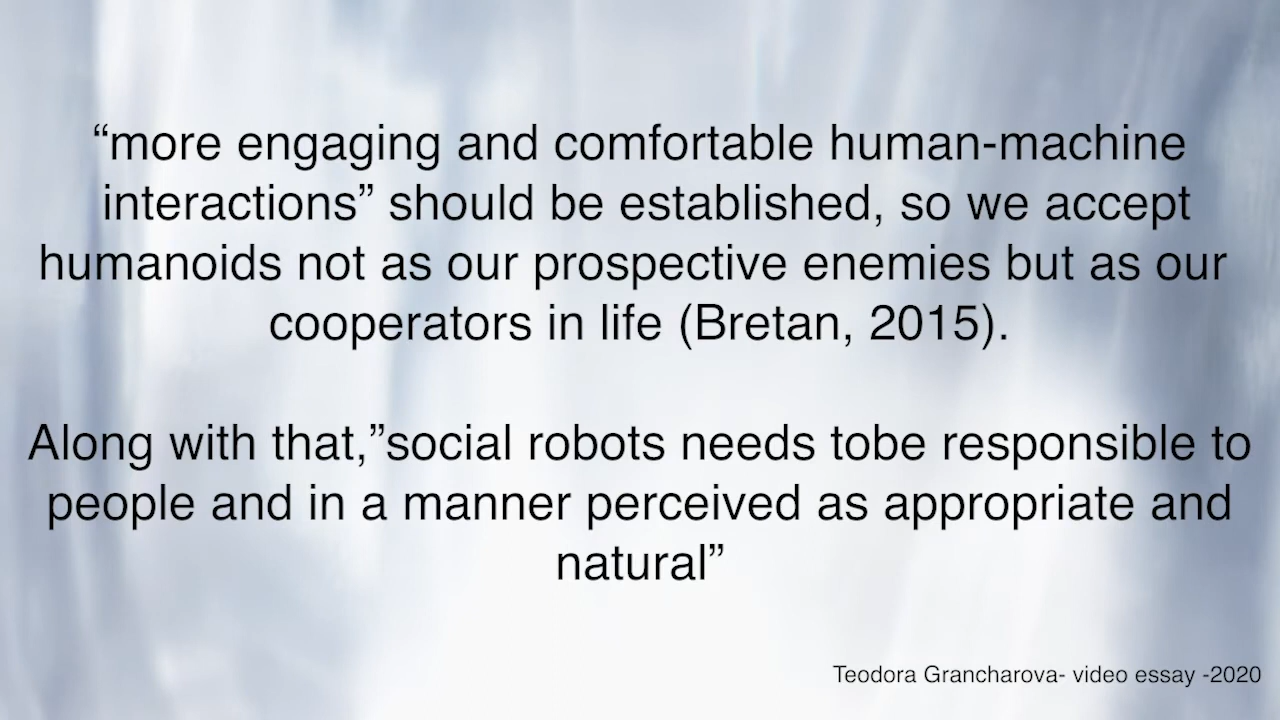 “more engaging and comfortable human-machine
interactions” should be established, so we accept
humanoids not as our prospective enemies but as our
cooperators in life (Bretan, 2015).
Along with that,”social robots needs tobe responsible to
people and in a manner perceived as appropriate and
natural”
Teodora Grancharova- video essay -2020